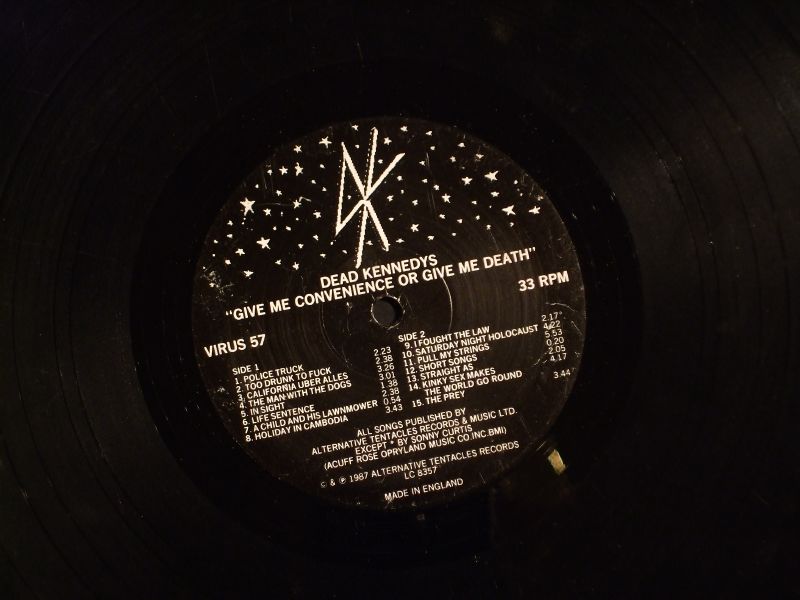 DEAD KENNEDYS
"GIVE ME CONVENIENCE OR GIVE ME DEATH"
VIRUS 57
33 RPM
SIDE 1
1. POLICE TRUCK 2.23
2. TOO DRUNK TO FUCK 2.38
3. CALIFORNIA UBER ALLES 3.26
4. THE MAN WITH THE DOGS 3.01
5. IN SIGHT 1.38
6. LIFE SENTENCE 2.38
7. A CHILD AND HIS LAWNMOWER 0.54
8. HOLIDAY IN CAMBODIA 3.43
SIDE 2
9. I FOUGHT THE LAW 2.17*
10. SATURDAY NIGHT HOLOCAUST 4.22
11. PULL MY STRINGS 5.53
12. SHORT SONGS 0.20
13. STRAIGHT AS 2.05
14. KINKY SEX MAKES
THE WORLD GO ROUND 4.17
15. THE PREY 3.44
ALL SONGS PUBLISHED BY
ALTERNATIVE TENTACLES RECORDS & MUSIC LTD.
EXCEPT * BY SONNY CURTIS
(ACUFF ROSE OPRYLAND MUSIC CO.INC.BMI)
© & ℗ 1987 ALTERNATIVE TENTACLES RECORDS
LC 8357
MADE IN ENGLAND